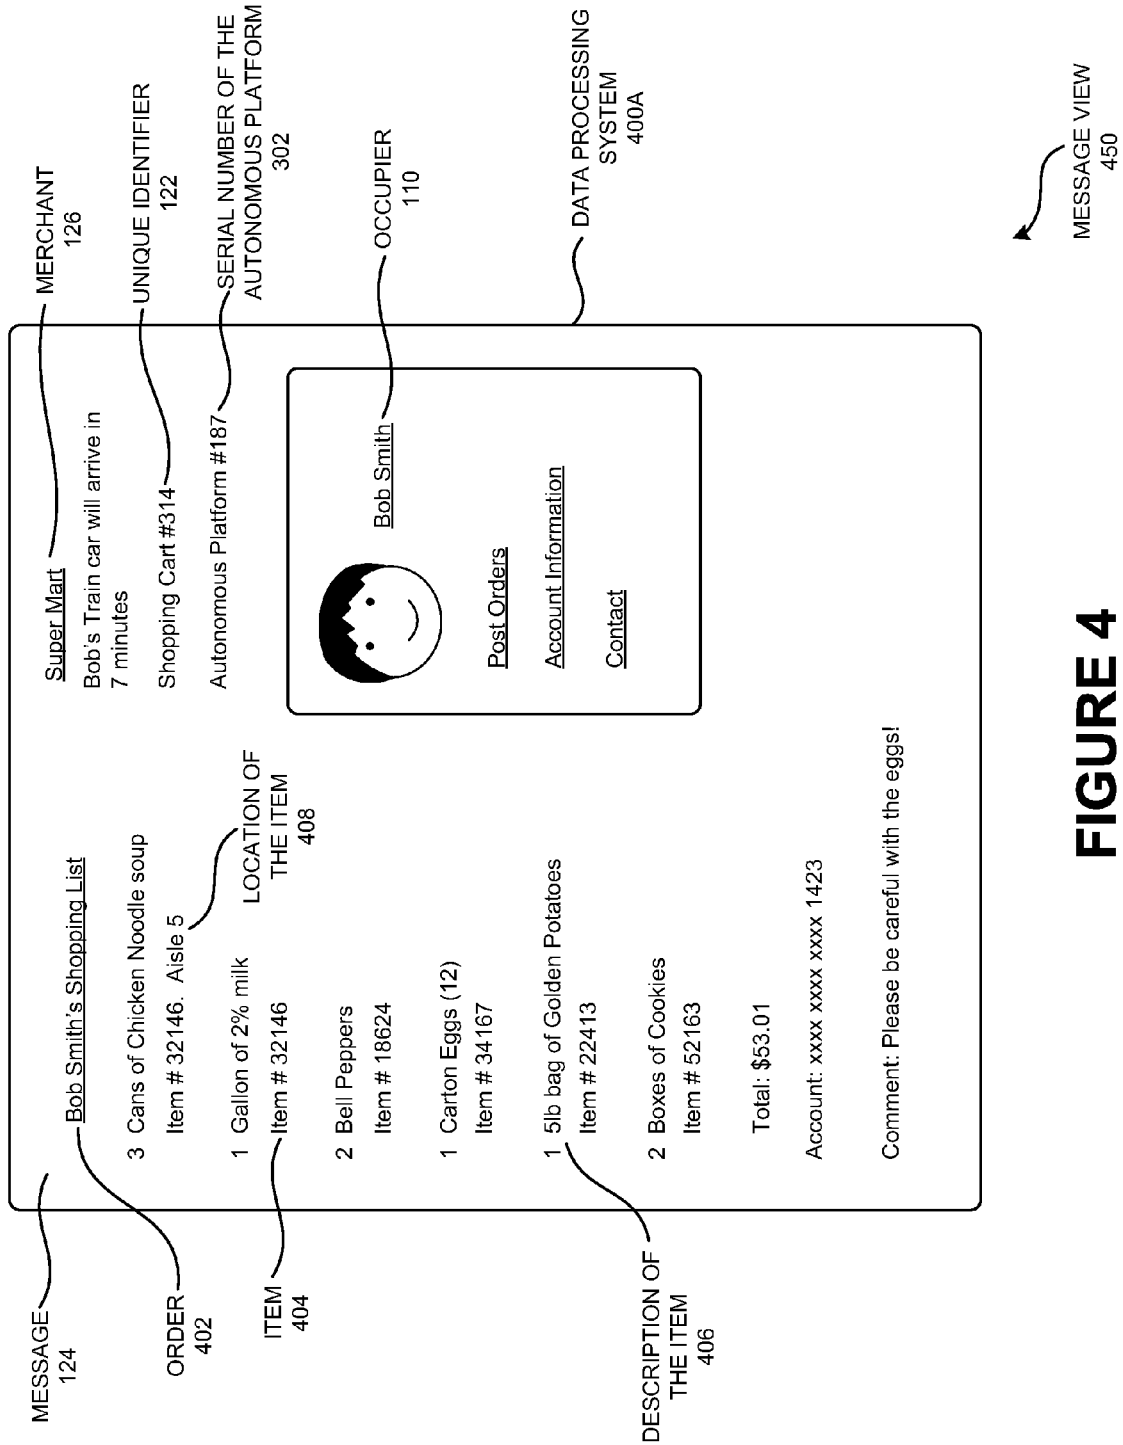 MESSAGE
124
ORDER
402
ITEM
404
DESCRIPTION OF
THE ITEM
406
Bob Smith's Shopping List
3 Cans of Chicken Noodle soup
Item # 32146. Aisle 5
1 Gallon of 2% milk
Item # 32146
2 Bell Peppers
Item # 18624
1 Carton Eggs (12)
Item # 34167
1 5lb bag of Golden Potatoes
Item # 22413
2 Boxes of Cookies
Item # 52163
Total: $53.01
Account: xxxx xxxx xxxx 1423
Comment: Please be careful with the eggs!
LOCATION OF
THE ITEM
408
Super Mart
Bob's Train car will arrive in
7 minutes
Shopping Cart #314
Autonomous Platform #187
Bob Smith
Post Orders
Account Information
Contact
MERCHANT
126
UNIQUE IDENTIFIER
122
SERIAL NUMBER OF THE
AUTONOMOUS PLATFORM
302
OCCUPIER
110
DATA PROCESSING
SYSTEM
400A
MESSAGE VIEW
450
FIGURE 4